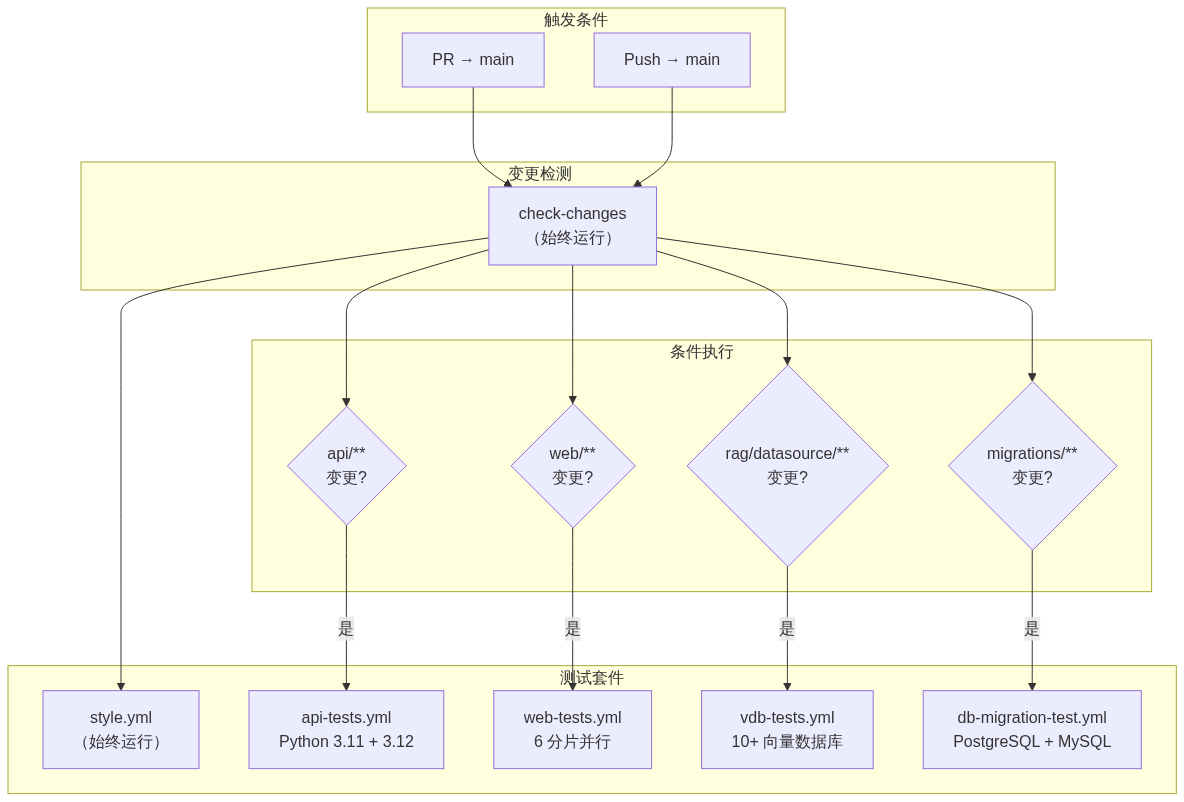 触发条件
PR → main
Push → main
变更检测
check-changes
（始终运行）
条件执行
api/**
变更?
web/**
变更?
rag/datasource/**
变更?
migrations/**
变更?
是
是
是
是
测试套件
style.yml
（始终运行）
api-tests.yml
Python 3.11 + 3.12
web-tests.yml
6 分片并行
vdb-tests.yml
10+ 向量数据库
db-migration-test.yml
PostgreSQL + MySQL